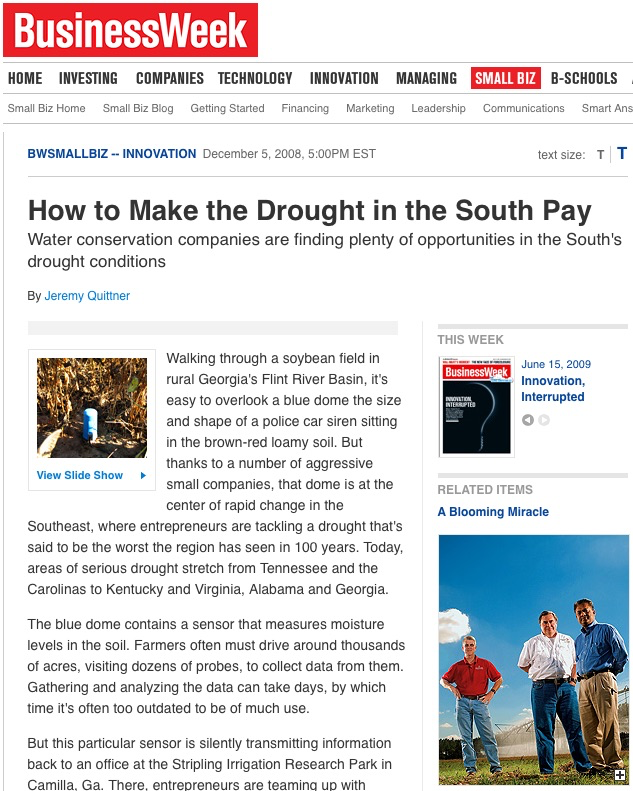 BusinessWeek
HOME INVESTING COMPANIES TECHNOLOGY INNOVATION MANAGING SMALL BIZ B-SCHOOLS
Small Biz Home Small Biz Blog Getting Started Financing Marketing Leadership Communications Smart Ans
BWSMALLBIZ -- INNOVATION December 5, 2008, 5:00PM EST
text size: T T
How to Make the Drought in the South Pay
Water conservation companies are finding plenty of opportunities in the South's
drought conditions
By Jeremy Quittner
View Slide Show
Walking through a soybean field in
rural Georgia's Flint River Basin, it's
easy to overlook a blue dome the size
and shape of a police car siren sitting
in the brown-red loamy soil. But
thanks to a number of aggressive
small companies, that dome is at the
center of rapid change in the
Southeast, where entrepreneurs are tackling a drought that's
said to be the worst the region has seen in 100 years. Today,
areas of serious drought stretch from Tennessee and the
Carolinas to Kentucky and Virginia, Alabama and Georgia.
The blue dome contains a sensor that measures moisture
levels in the soil. Farmers often must drive around thousands
of acres, visiting dozens of probes, to collect data from them.
Gathering and analyzing the data can take days, by which
time it's often too outdated to be of much use.
But this particular sensor is silently transmitting information
back to an office at the Stripling Irrigation Research Park in
Camilla, Ga. There, entrepreneurs are teaming up with
THIS WEEK
BusinessWeek
INNOVATION,
INTERRUPTED
June 15, 2009
Innovation,
Interrupted
RELATED ITEMS
A Blooming Miracle